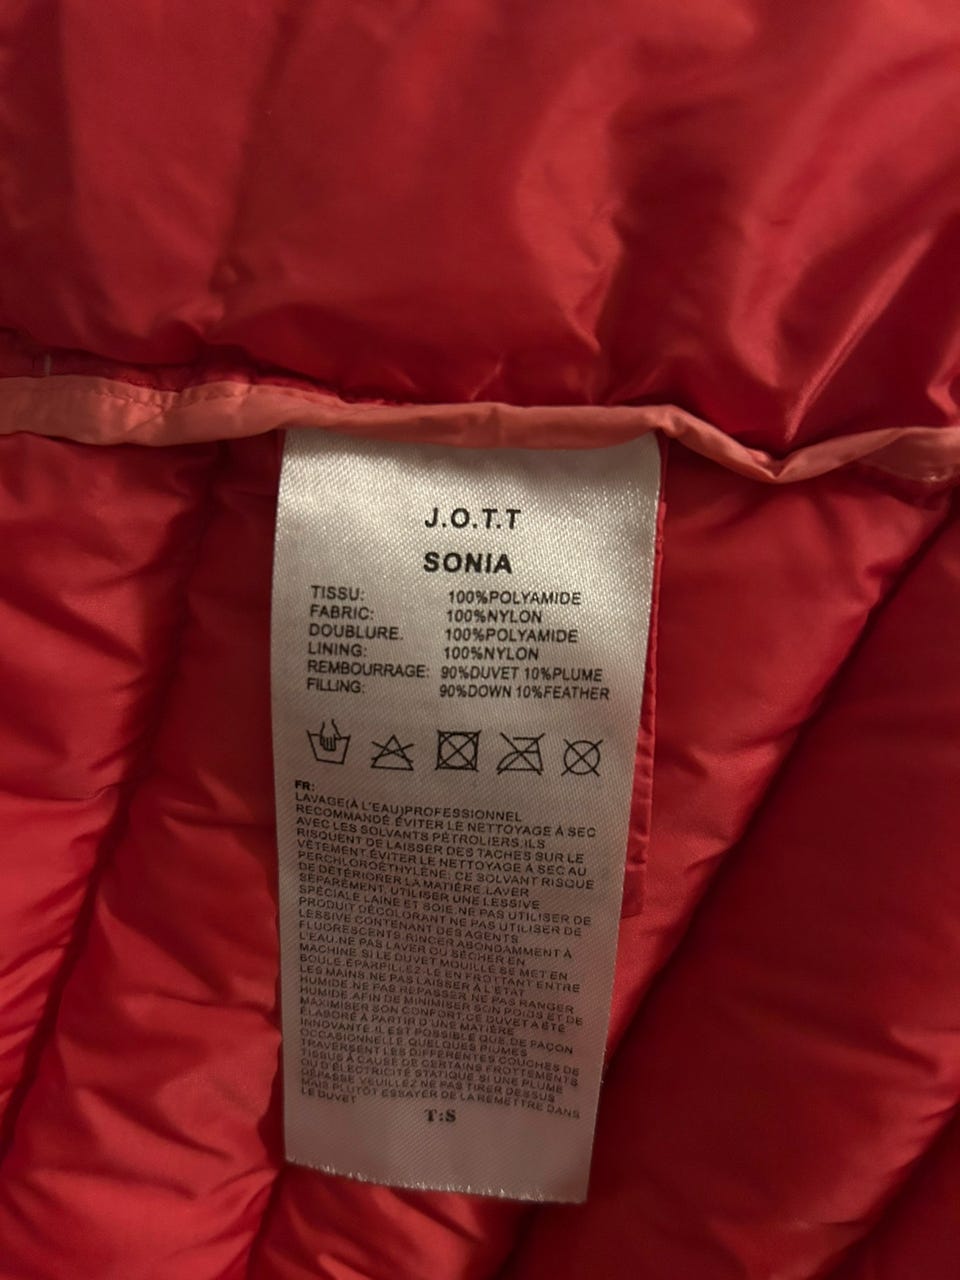 J.O.T.T
SONIA
TISSU: 100%POLYAMIDE
FABRIC: 100%NYLON
DOUBLURE. 100%POLYAMIDE
LINING: 100%NYLON
REMBOURRAGE: 90%DUVET 10%PLUME
FILLING: 90%DOWN 10%FEATHER
FR:
LAVAGE(À L'EAU)PROFESSIONNEL
RECOMMANDÉ ÉVITER LE NETTOYAGE À SEC
AVEC LES SOLVANTS PÉTROLIERS,ILS
RISQUENT DE LAISSER DES TACHES SUR LE
VÊTEMENT ÉVITER LE NETTOYAGE À SEC AU
PERCHLOROÉTHYLÈNE: CE SOLVANT RISQUE
DE DÉTÉRIORER LA MATIÈRE.LAVER
SÉPARÉMENT, UTILISER UNE LESSIVE
SPÉCIALE LAINE ET SOIE.NE PAS UTILISER DE
PRODUIT DÉCOLORANT NE PAS UTILISER DE
LESSIVE CONTENANT DES AGENTS
FLUORESCENTS.RINCER ABONDAMMENT À
L'EAU.NE PAS LAVER OU SÉCHER EN
MACHINE SI LE DUVET MOUILLÉ SE MET EN
BOULE.ÉPARPILLEZ-LE EN FROTTANT ENTRE
LES MAINS.NE PAS LAISSER À L'ÉTAT
HUMIDE.NE PAS REPASSER NE PAS RANGER
HUMIDE.AFIN DE MINIMISER SON POIDS ET DE
MAXIMISER SON CONFORT,CE DUVET A ÉTÉ
ÉLABORÉ À PARTIR D'UNE MATIÈRE
INNOVANTE.IL EST POSSIBLE QUE,DE FAÇON
OCCASIONNELLE,QUELQUES PLUMES
TRAVERSENT LES DIFFÉRENTES COUCHES DE
TISSUS À CAUSE DE CERTAINS FROTTEMENTS
OU D'ÉLECTRICITÉ STATIQUE.SI UNE PLUME
DÉPASSE VEUILLEZ NE PAS TIRER DESSUS
MAIS PLUTÔT ESSAYER DE LA REMETTRE DANS
LE DUVET
T:S